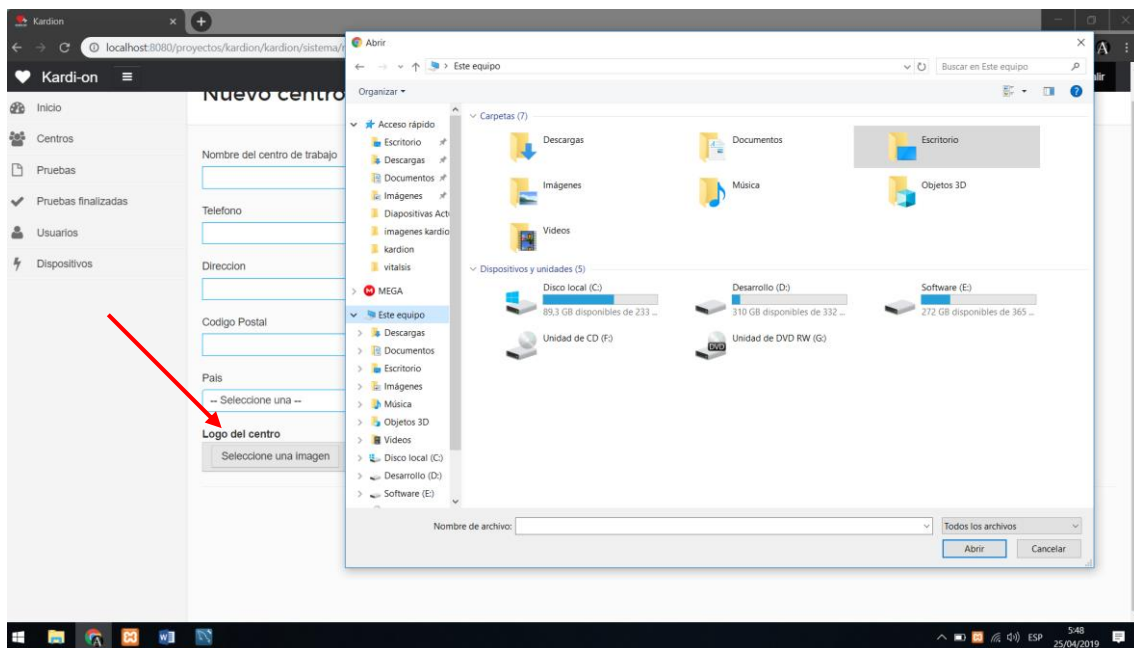 Kardion
localhost:8080/proyectos/kardion/kardion/sistema/
Kardi-on
Inicio
Centros
Pruebas
Pruebas finalizadas
Usuarios
Dispositivos
Nuevo centro
Nombre del centro de trabajo
Telefono
Direccion
Codigo Postal
Pais
-- Seleccione una --
Logo del centro
Seleccione una imagen
Abrir
Este equipo
Buscar en Este equipo
Organizar
Acceso rápido
Escritorio
Descargas
Documentos
Imágenes
Diapositivas Acti
imagenes kardio
kardion
vitalsis
MEGA
Este equipo
Descargas
Documentos
Escritorio
Imágenes
Música
Objetos 3D
Videos
Disco local (C:)
Desarrollo (D:)
Software (E:)
Carpetas (7)
Descargas
Documentos
Escritorio
Imágenes
Música
Objetos 3D
Videos
Dispositivos y unidades (5)
Disco local (C:)
89,3 GB disponibles de 233 ...
Desarrollo (D:)
310 GB disponibles de 332 ...
Software (E:)
272 GB disponibles de 365 ...
Unidad de CD (F:)
DVD
Unidad de DVD RW (G:)
Nombre de archivo:
Todos los archivos
Abrir
Cancelar
A
ESP
5:48
25/04/2019